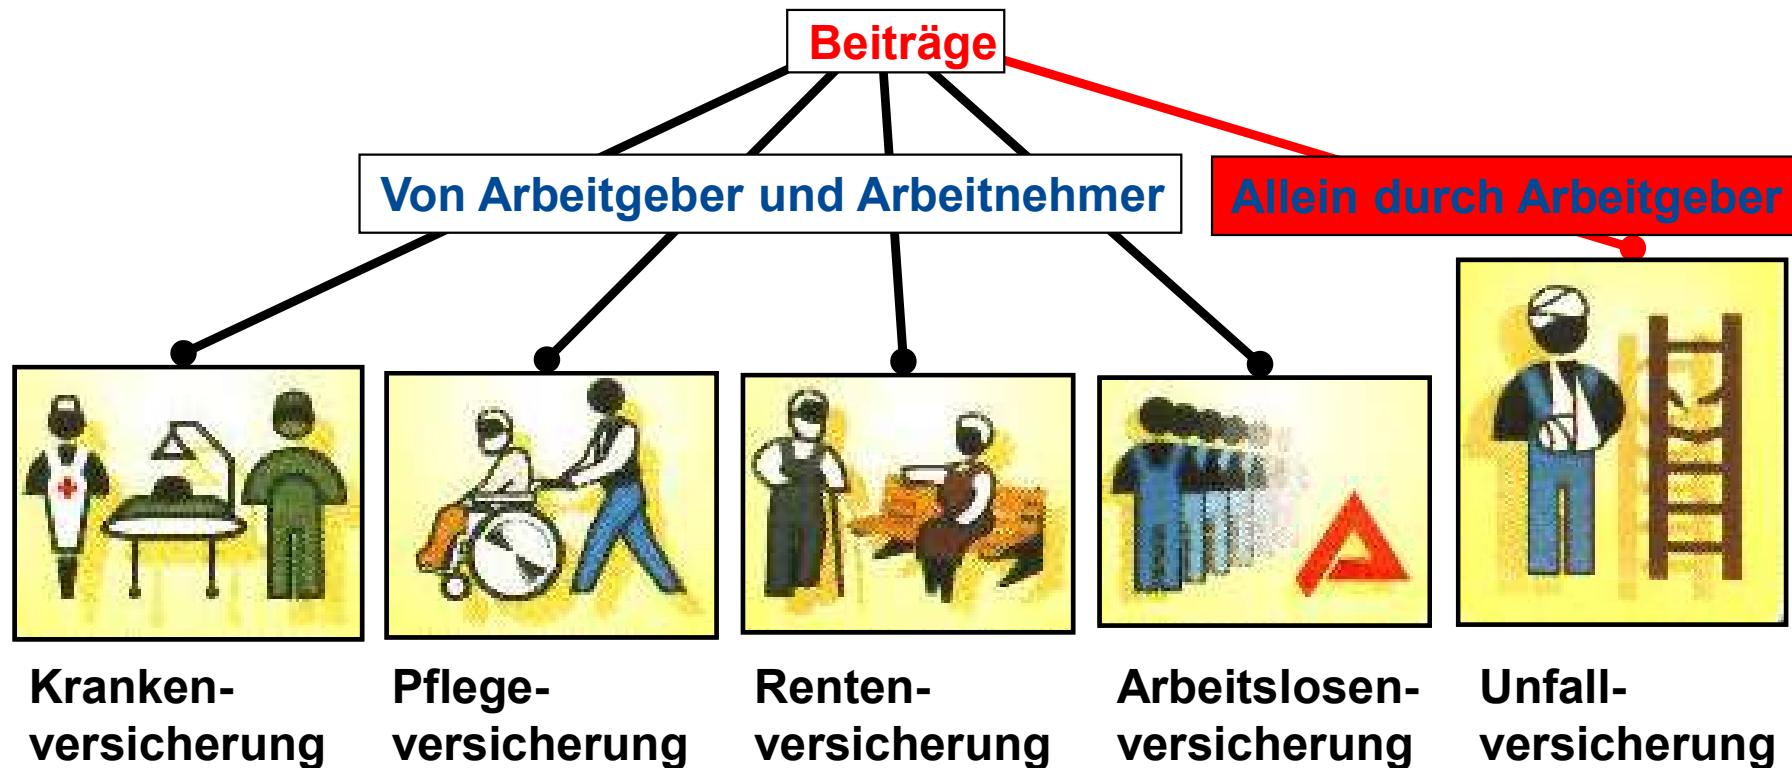 Beiträge
Von Arbeitgeber und Arbeitnehmer
Allein durch Arbeitgeber
Kranken-
versicherung
Pflege-
versicherung
Renten-
versicherung
Arbeitslosen-
versicherung
Unfall-
versicherung